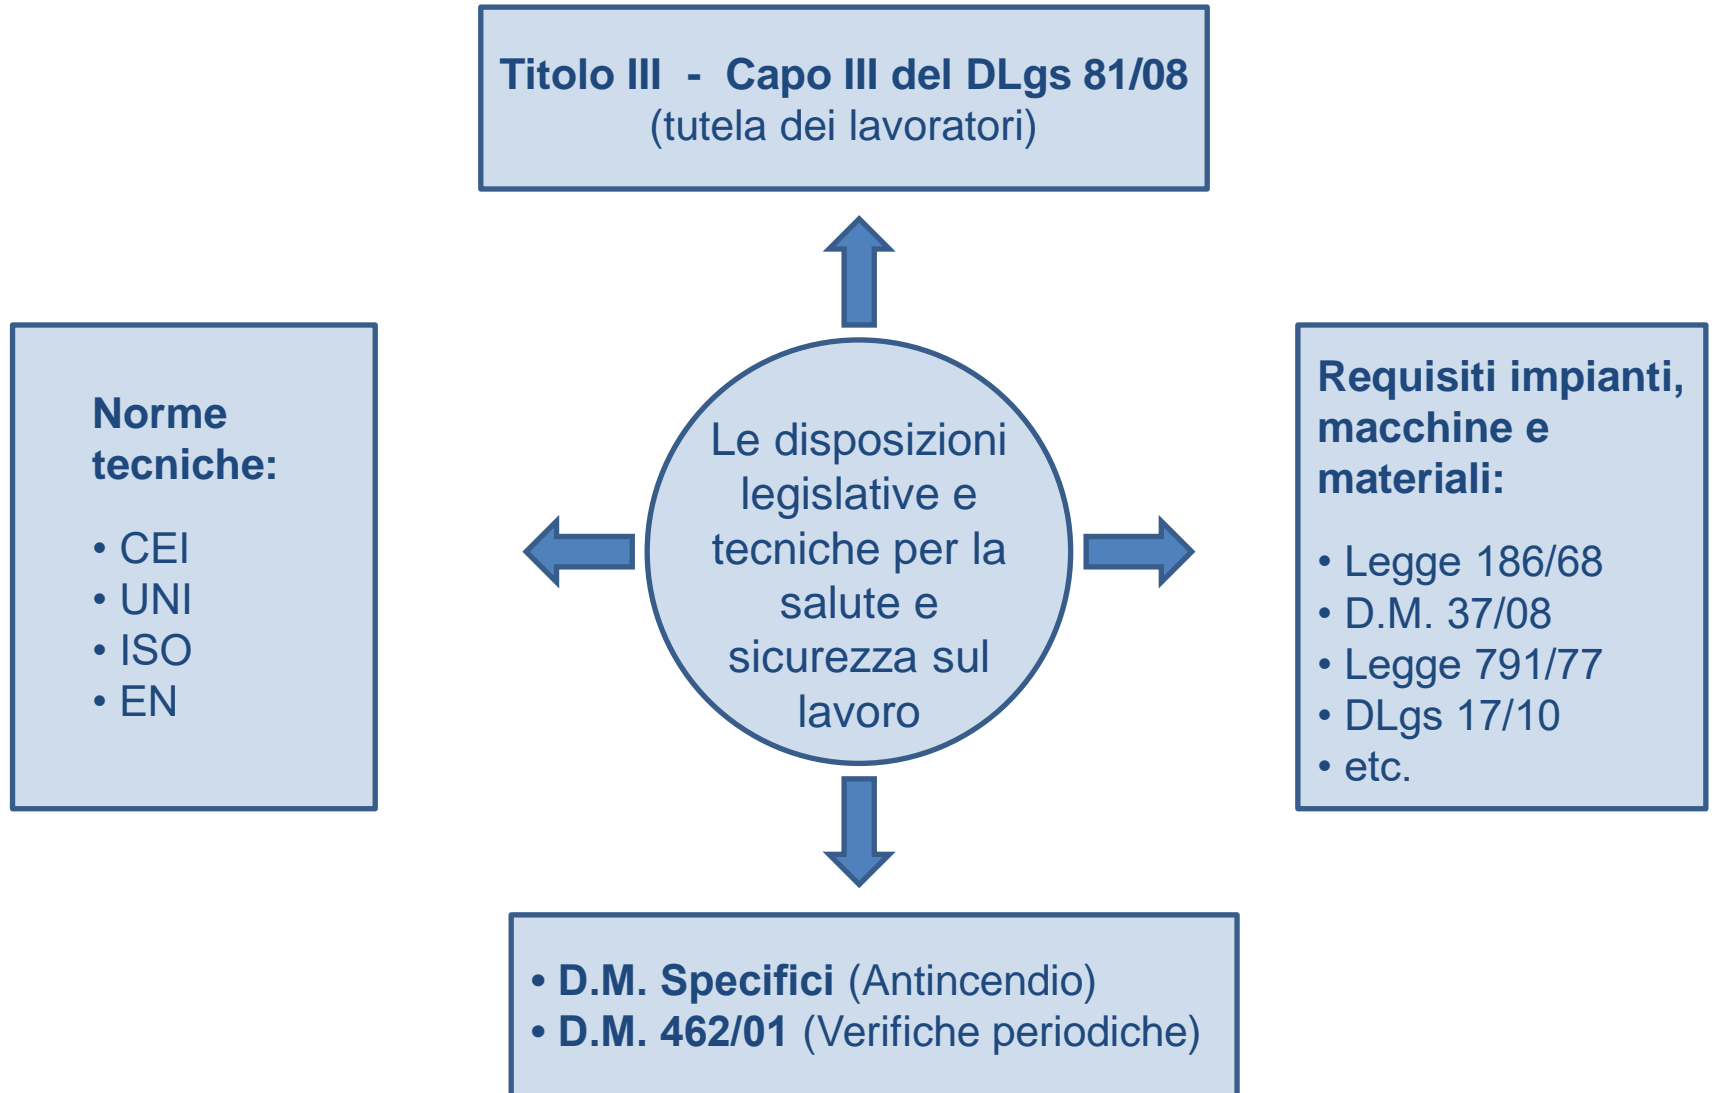 Titolo III - Capo III del DLgs 81/08
(tutela dei lavoratori)
Norme
tecniche:
• CEI
• UNI
• ISO
• EN
Le disposizioni
legislative e
tecniche per la
salute e
sicurezza sul
lavoro
Requisiti impianti,
macchine e
materiali:
• Legge 186/68
• D.M. 37/08
• Legge 791/77
• DLgs 17/10
• etc.
• D.M. Specifici (Antincendio)
• D.M. 462/01 (Verifiche periodiche)